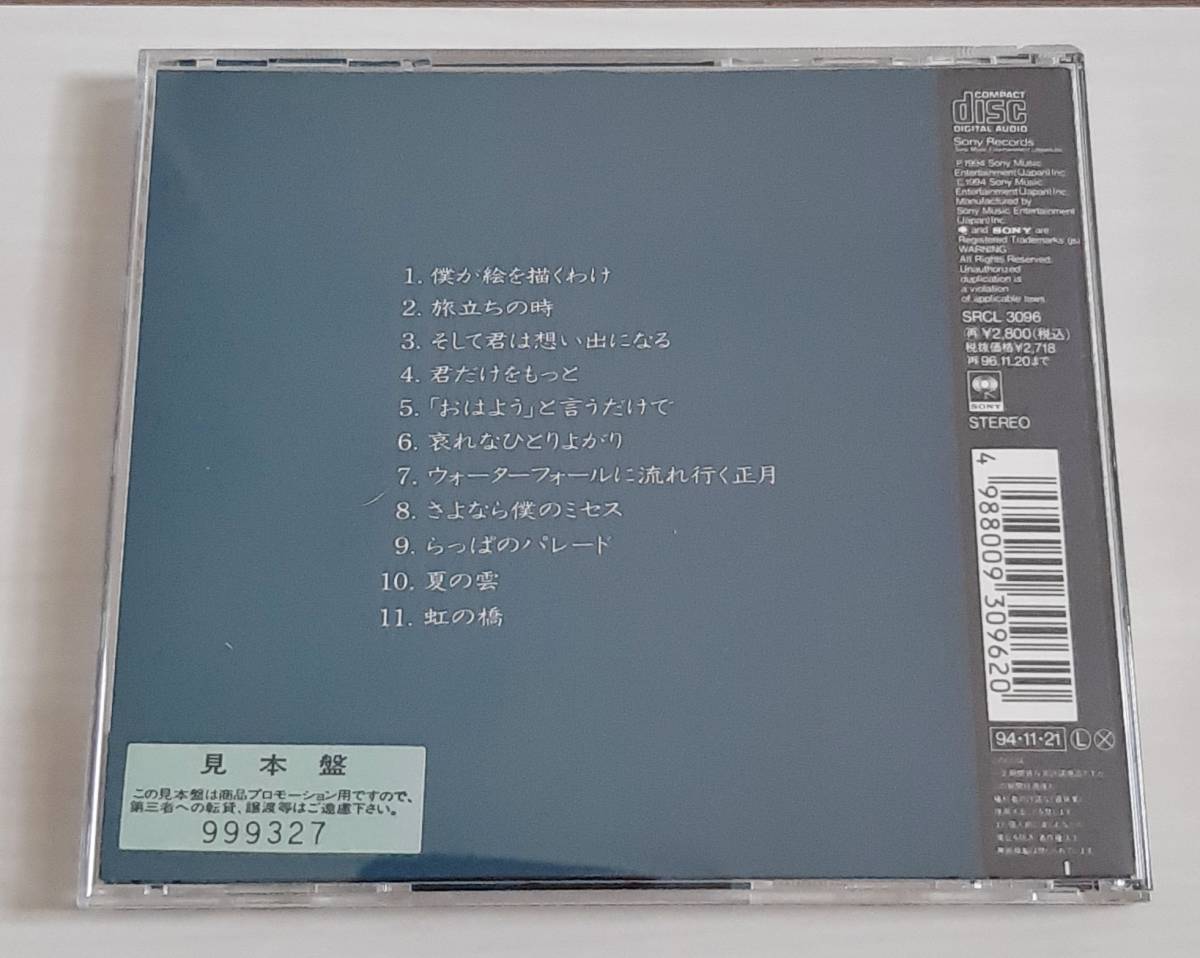 1. 僕が絵を描くわけ
2. 旅立ちの時
3. そして君は想い出になる
4. 君だけをもっと
5. 「おはよう」と言うだけで
6. 哀れなひとりよがり
7. ウォーターフォールに流れ行く正月
8. さよなら僕のミセス
9. らっぱのパレード
10. 夏の雲
11. 虹の橋
見本盤
この見本盤は商品プロモーション用ですので、
第三者への転貸、譲渡等はご遠慮下さい。
999327
COMPACT
disc
DIGITAL AUDIO
Sony Records
℗1994 Sony Music
Entertainment(Japan)Inc.
©1994 Sony Music
Entertainment(Japan)Inc.
Manufactured by
Sony Music Entertainment
(Japan)Inc.
and SONY are
Registered Trademarks
WARNING
All Rights Reserved.
Unauthorized
duplication is
a violation
of applicable laws.
SRCL 3096
再¥2,800(税込)
税抜価格¥2,718
再96.11.20まで
SONY
STEREO
4 988009 309620
94・11・21 Ⓛ Ⓧ